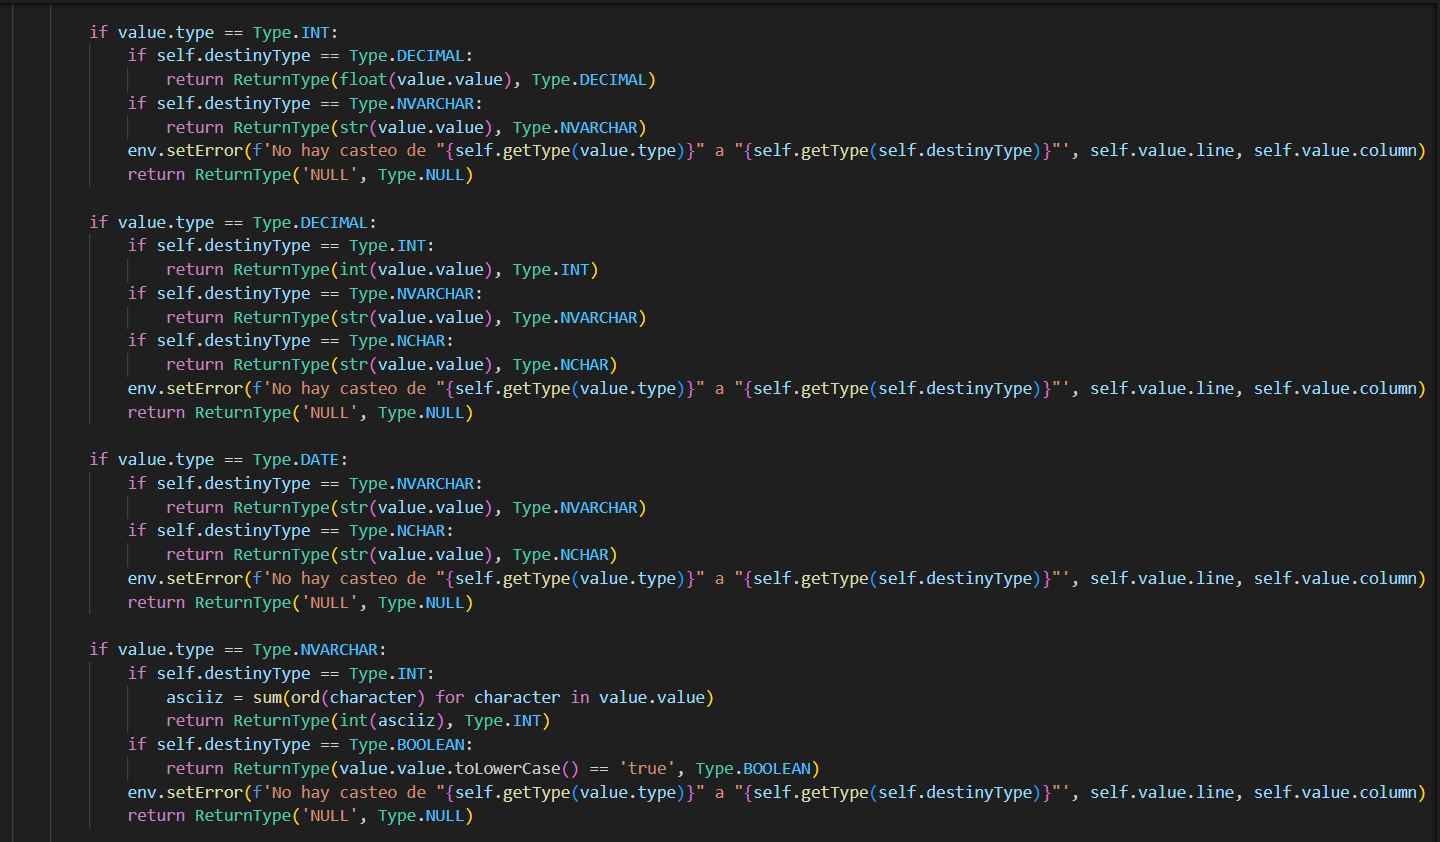 if value.type == Type.INT:
if self.destinyType == Type.DECIMAL:
return ReturnType(float(value.value), Type.DECIMAL)
if self.destinyType == Type.NVARCHAR:
return ReturnType(str(value.value), Type.NVARCHAR)
env.setError(f'No hay casteo de "{self.getType(value.type)}" a "{self.getType(self.destinyType)}"', self.value.line, self.value.column)
return ReturnType('NULL', Type.NULL)
if value.type == Type.DECIMAL:
if self.destinyType == Type.INT:
return ReturnType(int(value.value), Type.INT)
if self.destinyType == Type.NVARCHAR:
return ReturnType(str(value.value), Type.NVARCHAR)
if self.destinyType == Type.NCHAR:
return ReturnType(str(value.value), Type.NCHAR)
env.setError(f'No hay casteo de "{self.getType(value.type)}" a "{self.getType(self.destinyType)}"', self.value.line, self.value.column)
return ReturnType('NULL', Type.NULL)
if value.type == Type.DATE:
if self.destinyType == Type.NVARCHAR:
return ReturnType(str(value.value), Type.NVARCHAR)
if self.destinyType == Type.NCHAR:
return ReturnType(str(value.value), Type.NCHAR)
env.setError(f'No hay casteo de "{self.getType(value.type)}" a "{self.getType(self.destinyType)}"', self.value.line, self.value.column)
return ReturnType('NULL', Type.NULL)
if value.type == Type.NVARCHAR:
if self.destinyType == Type.INT:
asciiz = sum(ord(character) for character in value.value)
return ReturnType(int(asciiz), Type.INT)
if self.destinyType == Type.BOOLEAN:
return ReturnType(value.value.toLowerCase() == 'true', Type.BOOLEAN)
env.setError(f'No hay casteo de "{self.getType(value.type)}" a "{self.getType(self.destinyType)}"', self.value.line, self.value.column)
return ReturnType('NULL', Type.NULL)